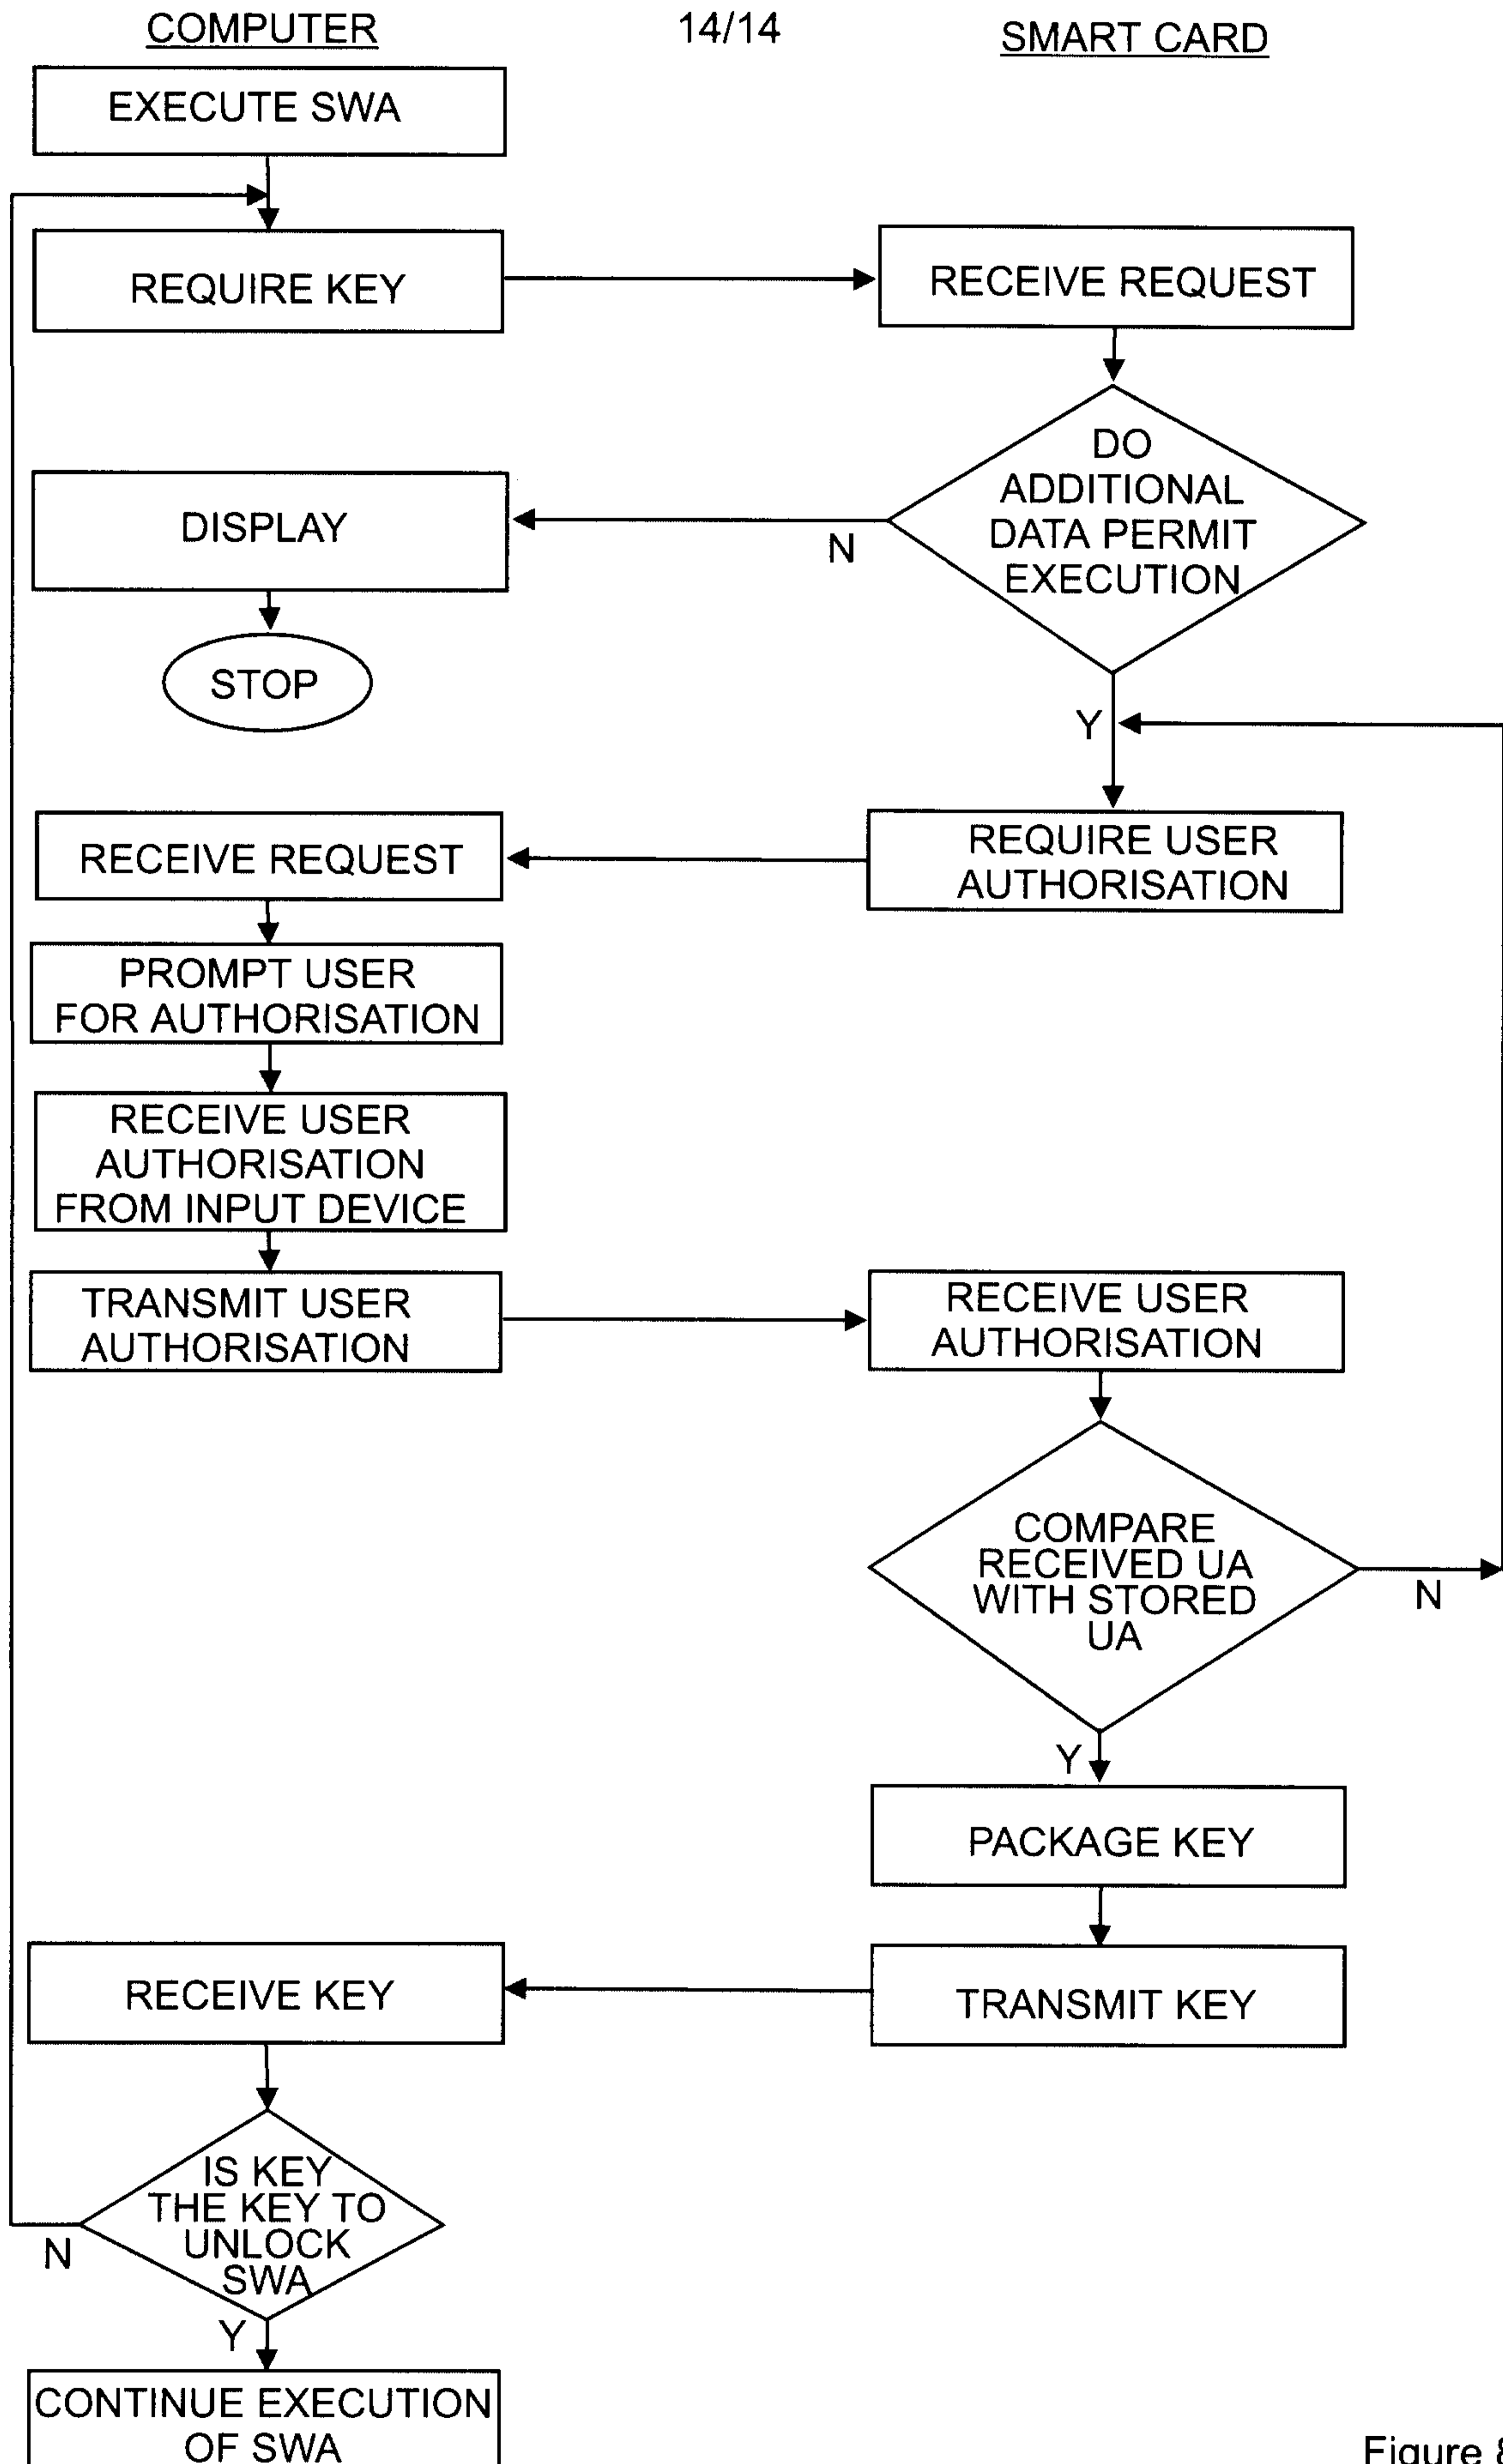 COMPUTER
14/14
SMART CARD
EXECUTE SWA
REQUIRE KEY
RECEIVE REQUEST
DO
ADDITIONAL
DATA PERMIT
EXECUTION
N
DISPLAY
STOP
Y
REQUIRE USER
AUTHORISATION
RECEIVE REQUEST
PROMPT USER
FOR AUTHORISATION
RECEIVE USER
AUTHORISATION
FROM INPUT DEVICE
TRANSMIT USER
AUTHORISATION
RECEIVE USER
AUTHORISATION
COMPARE
RECEIVED UA
WITH STORED
UA
N
Y
PACKAGE KEY
TRANSMIT KEY
RECEIVE KEY
IS KEY
THE KEY TO
UNLOCK
SWA
N
Y
CONTINUE EXECUTION
OF SWA
Figure 8